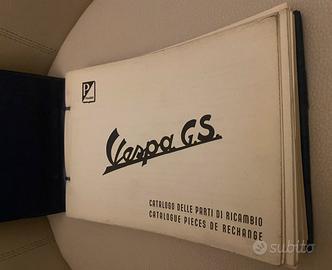 P
Vespa G.S.
CATALOGO DELLE PARTI DI RICAMBIO
CATALOGUE PIECES DE RECHANGE
subito